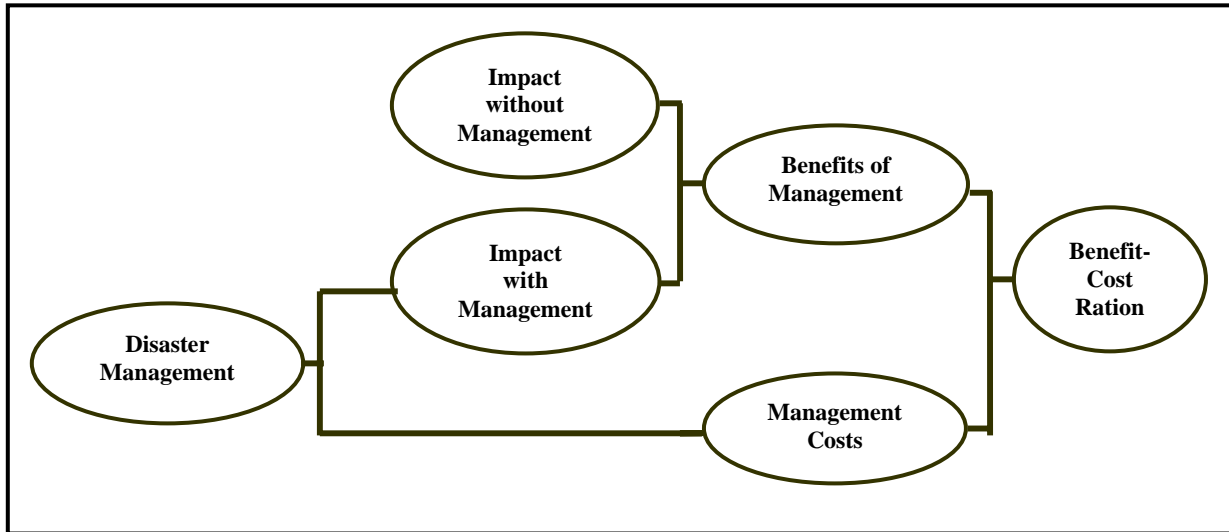 Impact
without
Management
Benefits of
Management
Impact
with
Management
Benefit-
Cost
Ration
Disaster
Management
Management
Costs